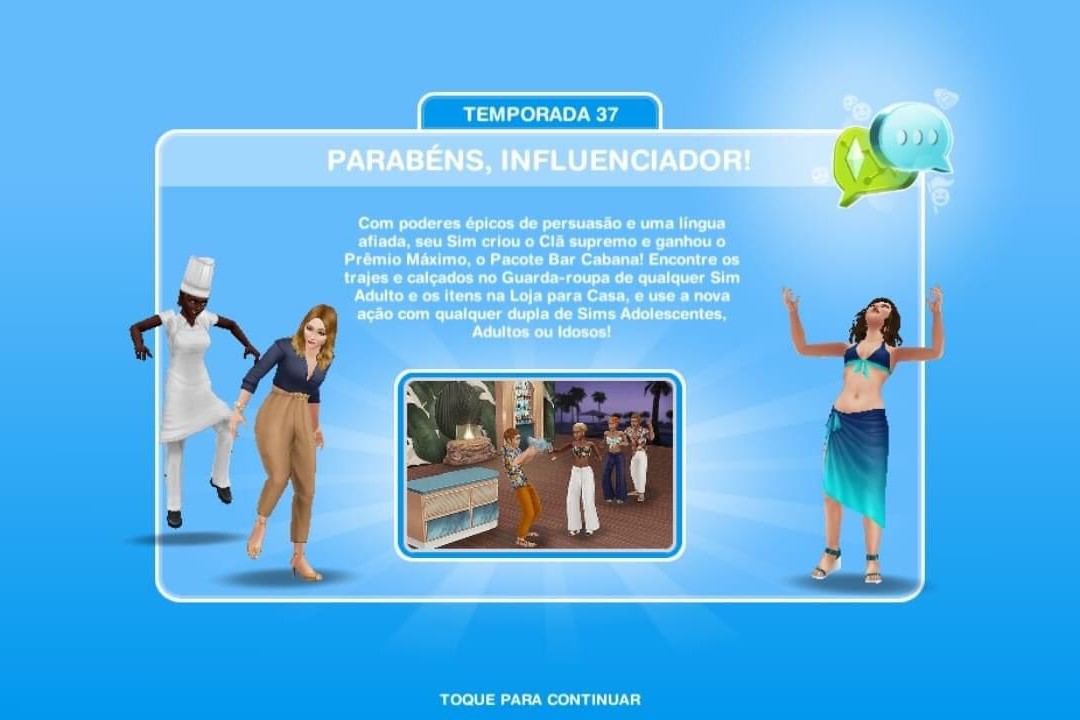 TEMPORADA 37
PARABÉNS, INFLUENCIADOR!
Com poderes épicos de persuasão e uma língua
afiada, seu Sim criou o Clã supremo e ganhou o
Prêmio Máximo, o Pacote Bar Cabana! Encontre os
trajes e calçados no Guarda-roupa de qualquer Sim
Adulto e os itens na Loja para Casa, e use a nova
ação com qualquer dupla de Sims Adolescentes,
Adultos ou Idosos!
TOQUE PARA CONTINUAR